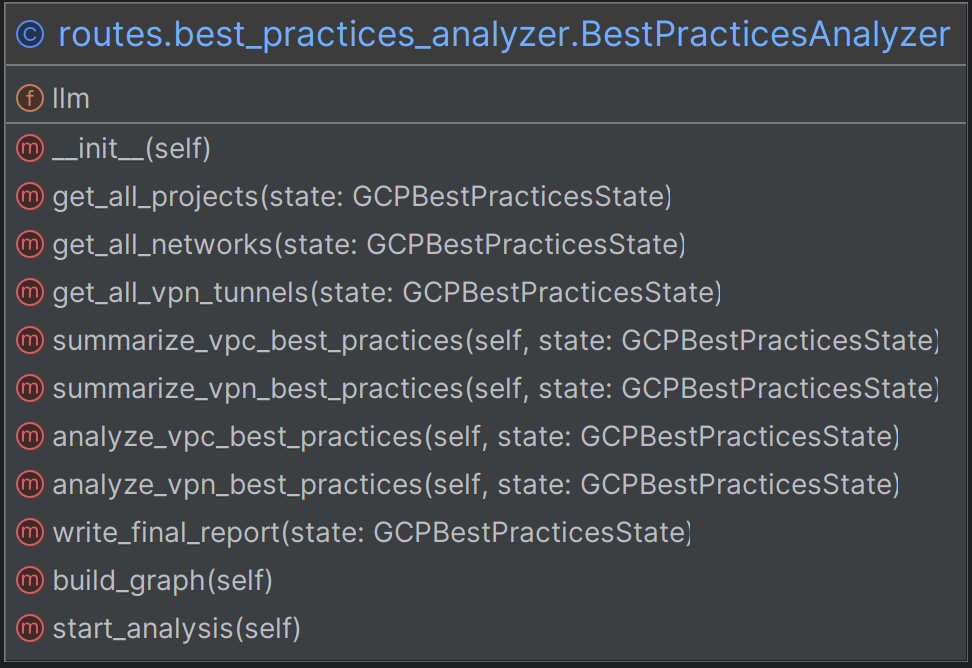 © routes.best_practices_analyzer.BestPracticesAnalyzer
f llm
m __init__(self)
m get_all_projects(state: GCPBestPracticesState)
m get_all_networks(state: GCPBestPracticesState)
m get_all_vpn_tunnels(state: GCPBestPracticesState)
m summarize_vpc_best_practices(self, state: GCPBestPracticesState)
m summarize_vpn_best_practices(self, state: GCPBestPracticesState)
m analyze_vpc_best_practices(self, state: GCPBestPracticesState)
m analyze_vpn_best_practices(self, state: GCPBestPracticesState)
m write_final_report(state: GCPBestPracticesState)
m build_graph(self)
m start_analysis(self)